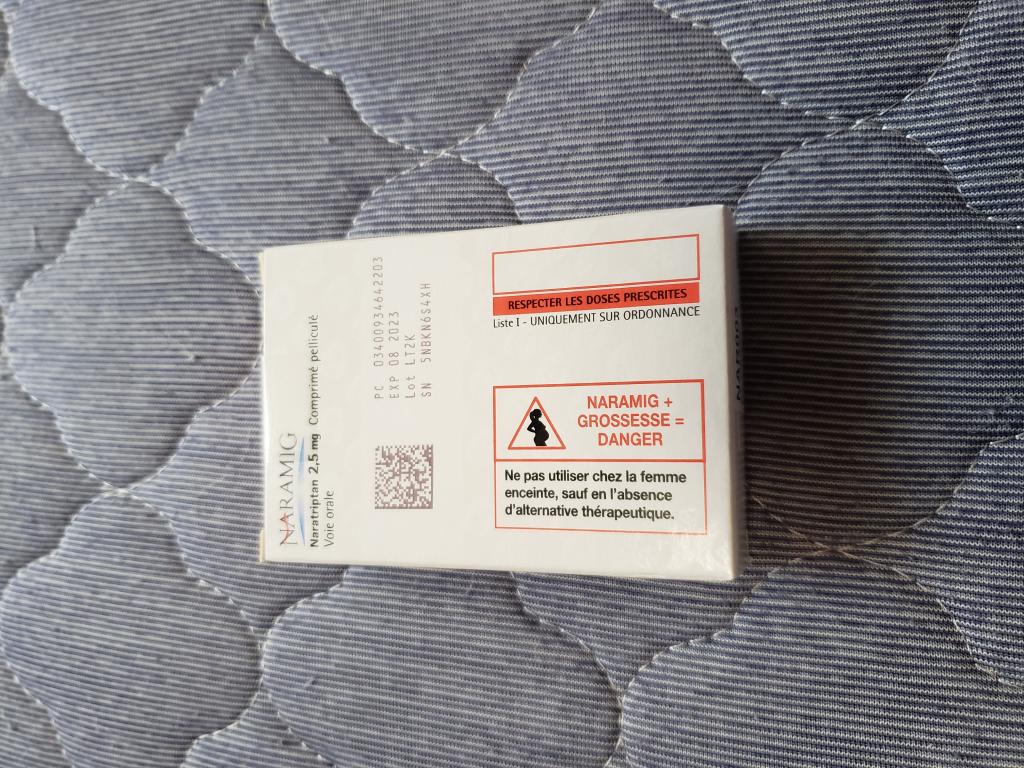 NARAMIG
Naratriptan 2,5 mg Comprimé pelliculé
Voie orale
PC 03400934642203
EXP 08 2023
Lot LT2K
SN 5NBKN6S4XH
NARAMIG +
GROSSESSE =
DANGER
Ne pas utiliser chez la femme
enceinte, sauf en l'absence
d'alternative thérapeutique.
RESPECTER LES DOSES PRESCRITES
Liste I - UNIQUEMENT SUR ORDONNANCE